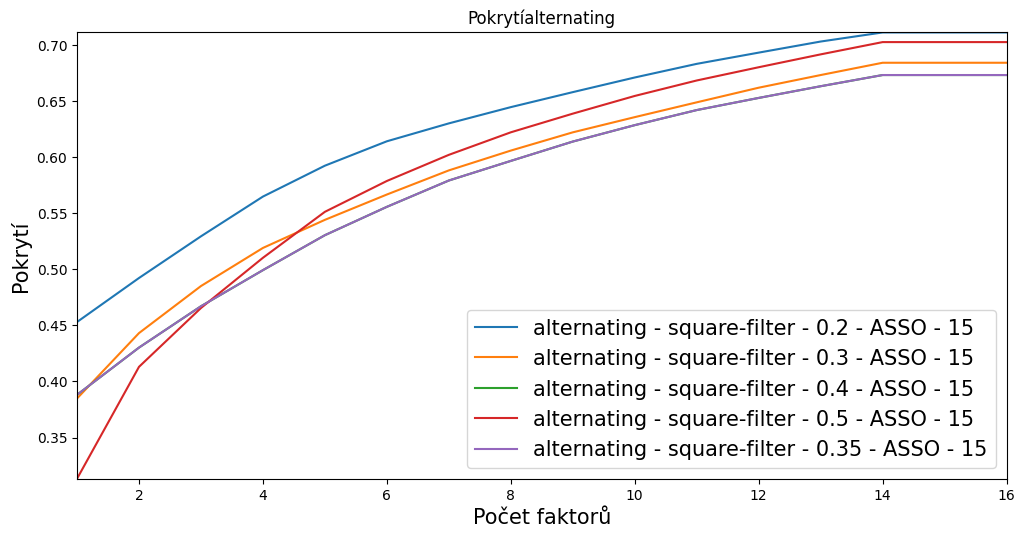 Pokrytíalternating
0.70
0.65
0.60
0.55
0.50
0.45
0.40
0.35
Pokrytí
alternating - square-filter - 0.2 - ASSO - 15
alternating - square-filter - 0.3 - ASSO - 15
alternating - square-filter - 0.4 - ASSO - 15
alternating - square-filter - 0.5 - ASSO - 15
alternating - square-filter - 0.35 - ASSO - 15
2 4 6 8 10 12 14 16
Počet faktorů